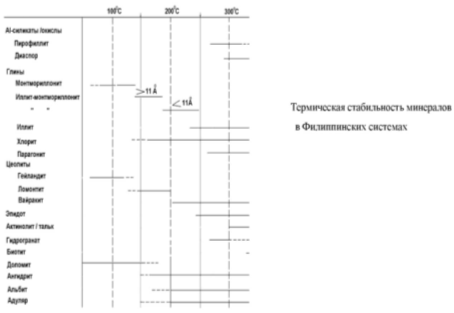 100°C 200°C 300°C
Al-силикаты /окислы
Пирофиллит
Диаспор
Глины
Монтмориллонит
Иллит-монтмориллонит
>11 Å
" "
<11Å
Иллит
Хлорит
Парагонит
Цеолиты
Гейландит
Ломонтит
Вайракит
Эпидот
Актинолит / тальк
Гидрогранат
Биотит
Доломит
Ангидрит
Альбит
Адуляр
Термическая стабильность минералов
в Филиппинских системах